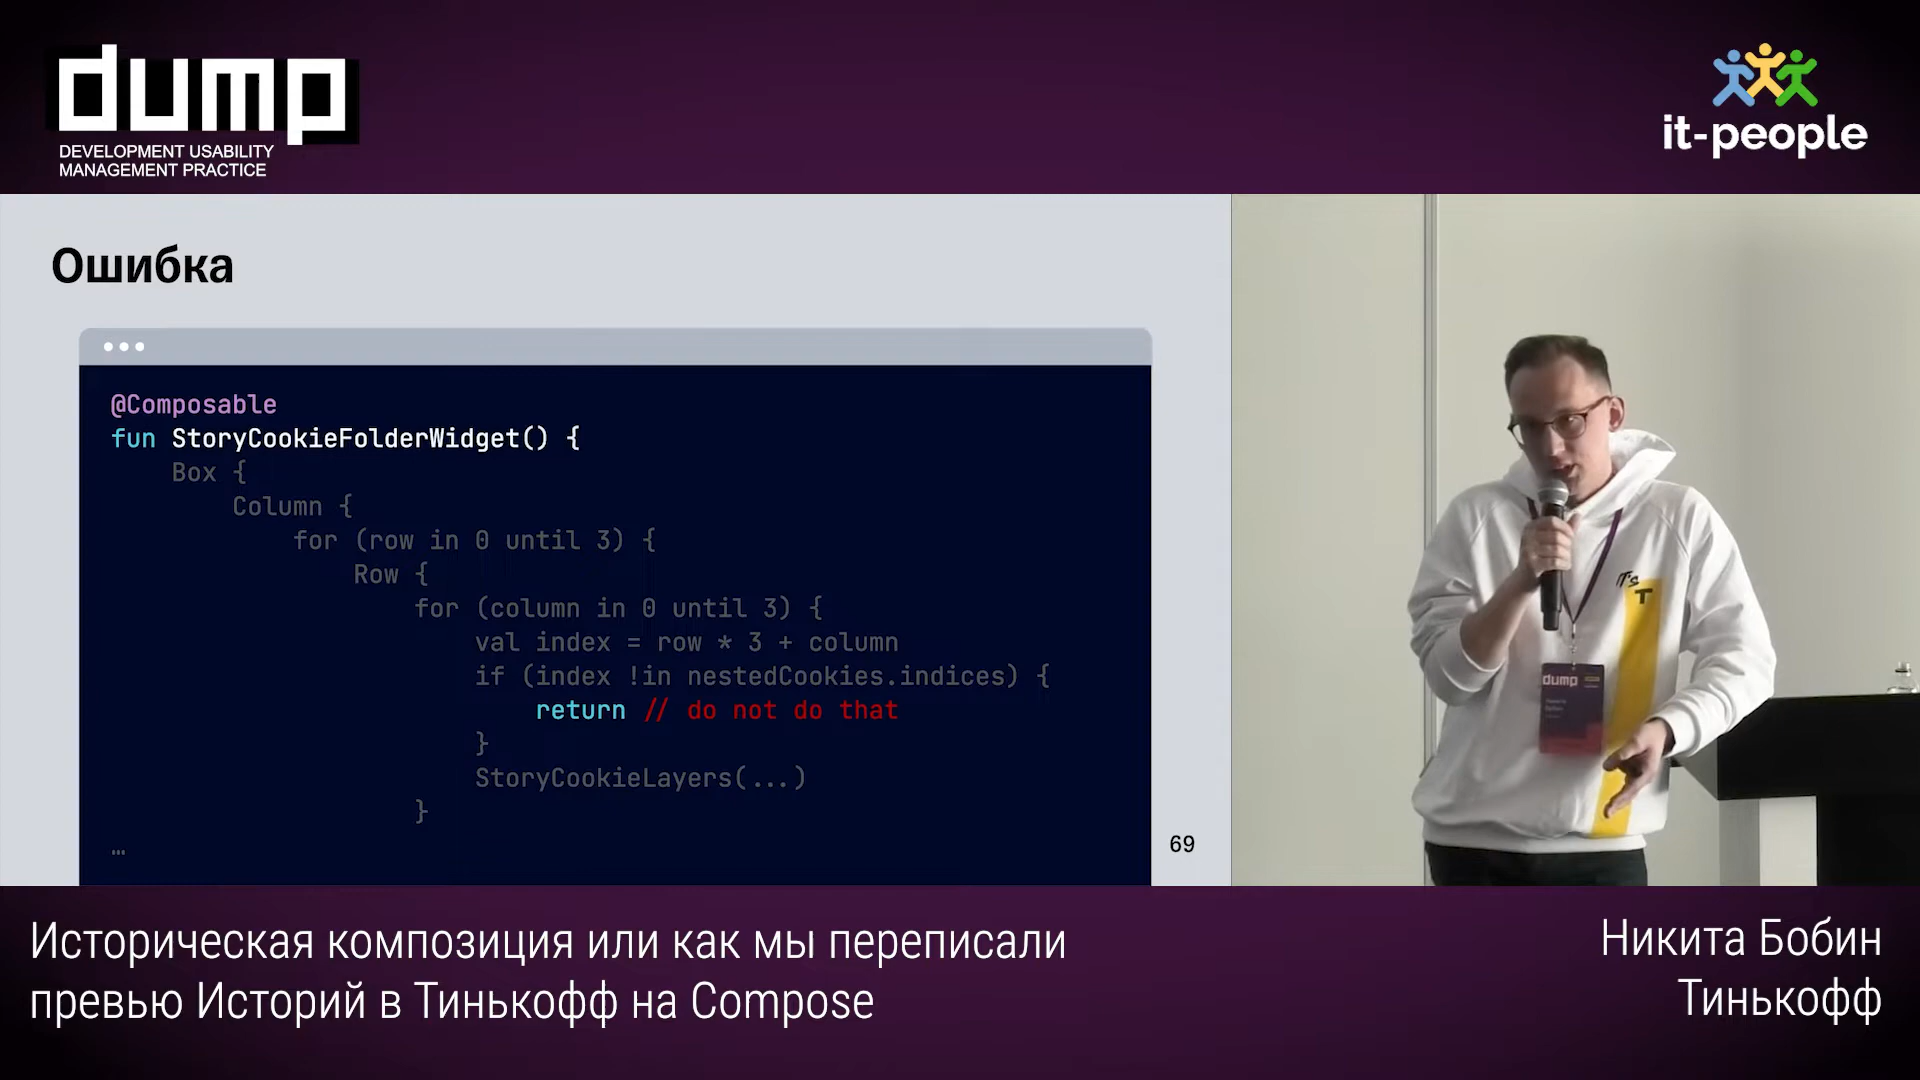 dump
DEVELOPMENT USABILITY
MANAGEMENT PRACTICE
it-people
Ошибка
@Composable
fun StoryCookieFolderWidget() {
Box {
Column {
for (row in 0 until 3) {
Row {
for (column in 0 until 3) {
val index = row * 3 + column
if (index !in nestedCookies.indices) {
return // do not do that
}
StoryCookieLayers(...)
}
…
69
IT'S
T
dump
Историческая композиция или как мы переписали
превью Историй в Тинькофф на Compose
Никита Бобин
Тинькофф